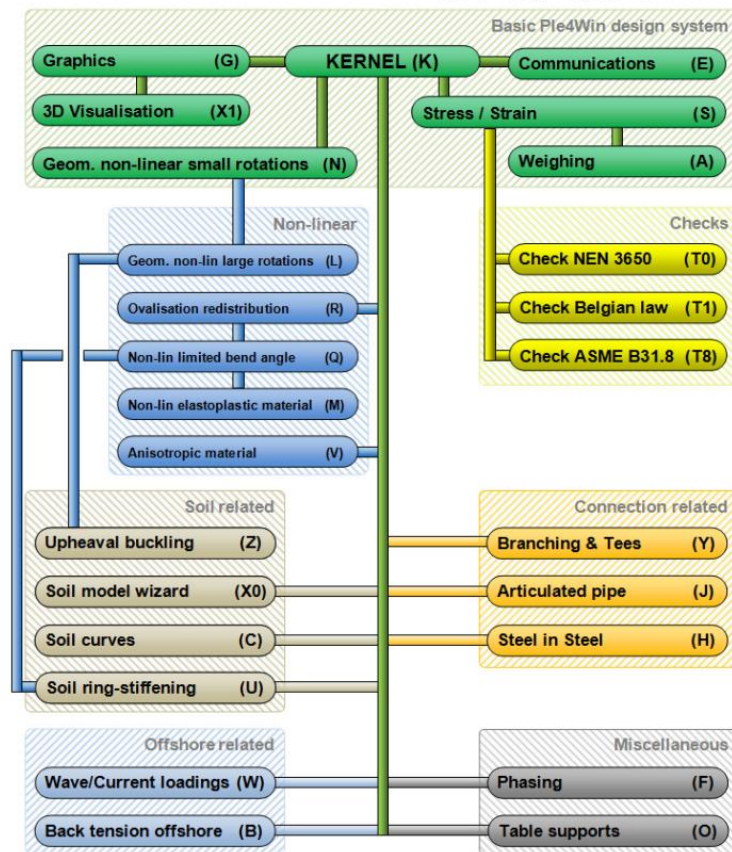 Basic Ple4Win design system
Graphics (G)
KERNEL (K)
Communications (E)
3D Visualisation (X1)
Stress / Strain (S)
Geom. non-linear small rotations (N)
Weighing (A)
Non-linear
Geom. non-lin large rotations (L)
Ovalisation redistribution (R)
Non-lin limited bend angle (Q)
Non-lin elastoplastic material (M)
Anisotropic material (V)
Checks
Check NEN 3650 (T0)
Check Belgian law (T1)
Check ASME B31.8 (T8)
Soil related
Upheaval buckling (Z)
Soil model wizard (X0)
Soil curves (C)
Soil ring-stiffening (U)
Connection related
Branching & Tees (Y)
Articulated pipe (J)
Steel in Steel (H)
Offshore related
Wave/Current loadings (W)
Back tension offshore (B)
Miscellaneous
Phasing (F)
Table supports (O)